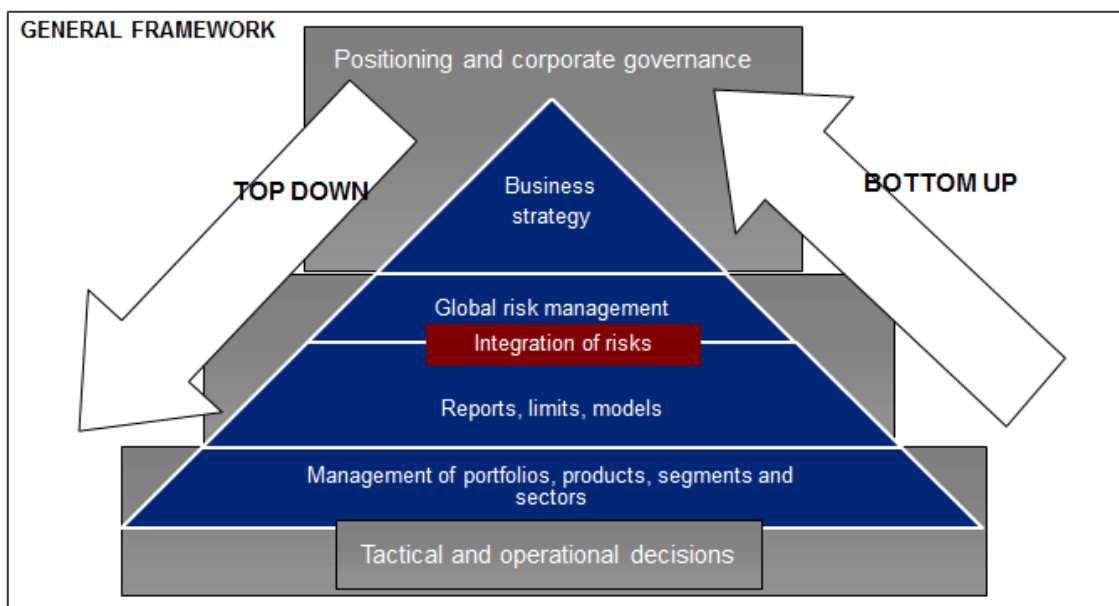 GENERAL FRAMEWORK
Positioning and corporate governance
TOP DOWN
BOTTOM UP
Business
strategy
Global risk management
Integration of risks
Reports, limits, models
Management of portfolios, products, segments and
sectors
Tactical and operational decisions